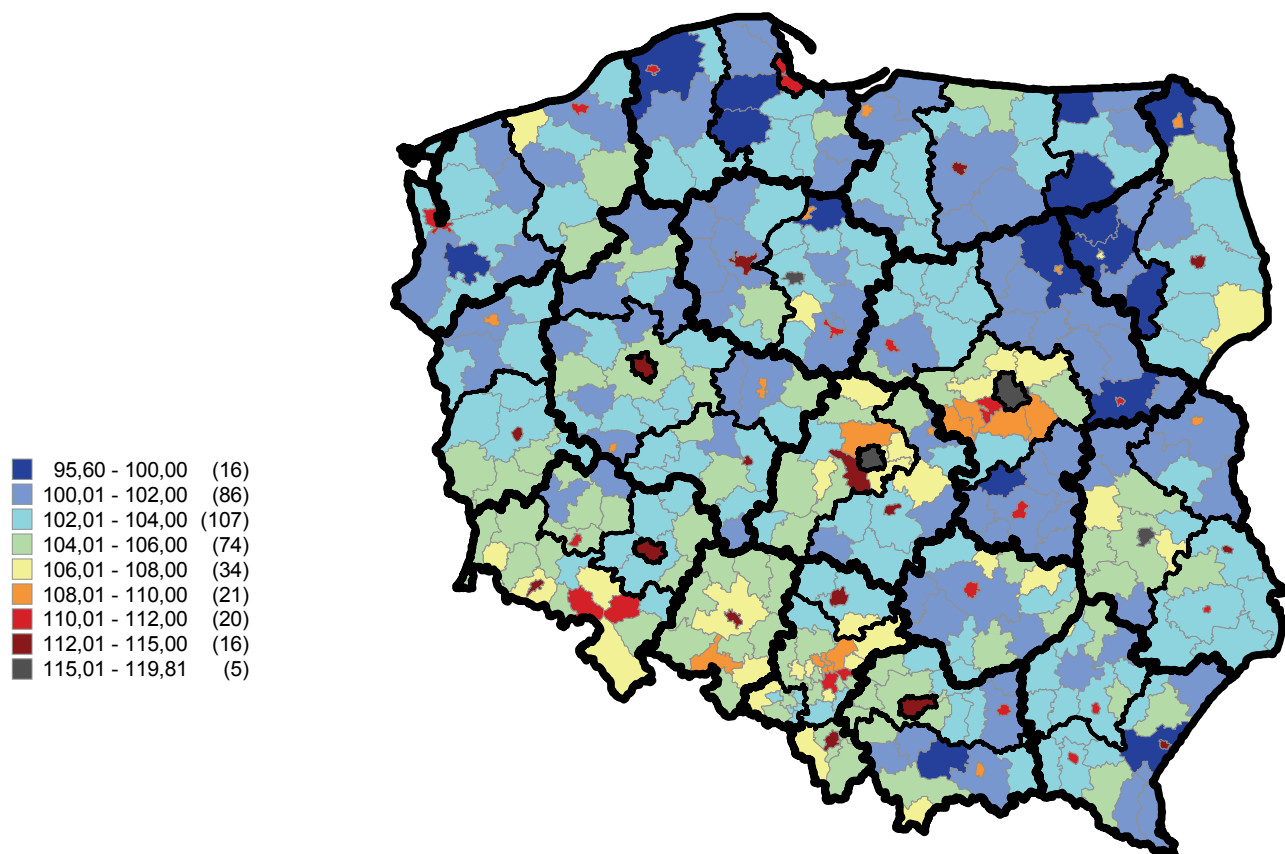 95,60 - 100,00 (16)
100,01 - 102,00 (86)
102,01 - 104,00 (107)
104,01 - 106,00 (74)
106,01 - 108,00 (34)
108,01 - 110,00 (21)
110,01 - 112,00 (20)
112,01 - 115,00 (16)
115,01 - 119,81 (5)